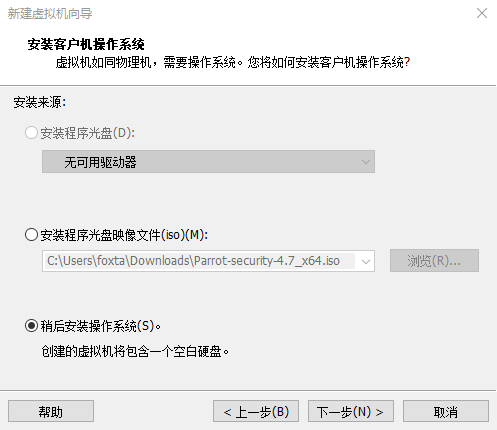 新建虚拟机向导
安装客户机操作系统
虚拟机如同物理机，需要操作系统。您将如何安装客户机操作系统?
安装来源:
安装程序光盘(D):
无可用驱动器
安装程序光盘映像文件(iso)(M):
C:\Users\foxta\Downloads\Parrot-security-4.7_x64.iso
浏览(R)...
稍后安装操作系统(S)。
创建的虚拟机将包含一个空白硬盘。
帮助
< 上一步(B)
下一步(N) >
取消